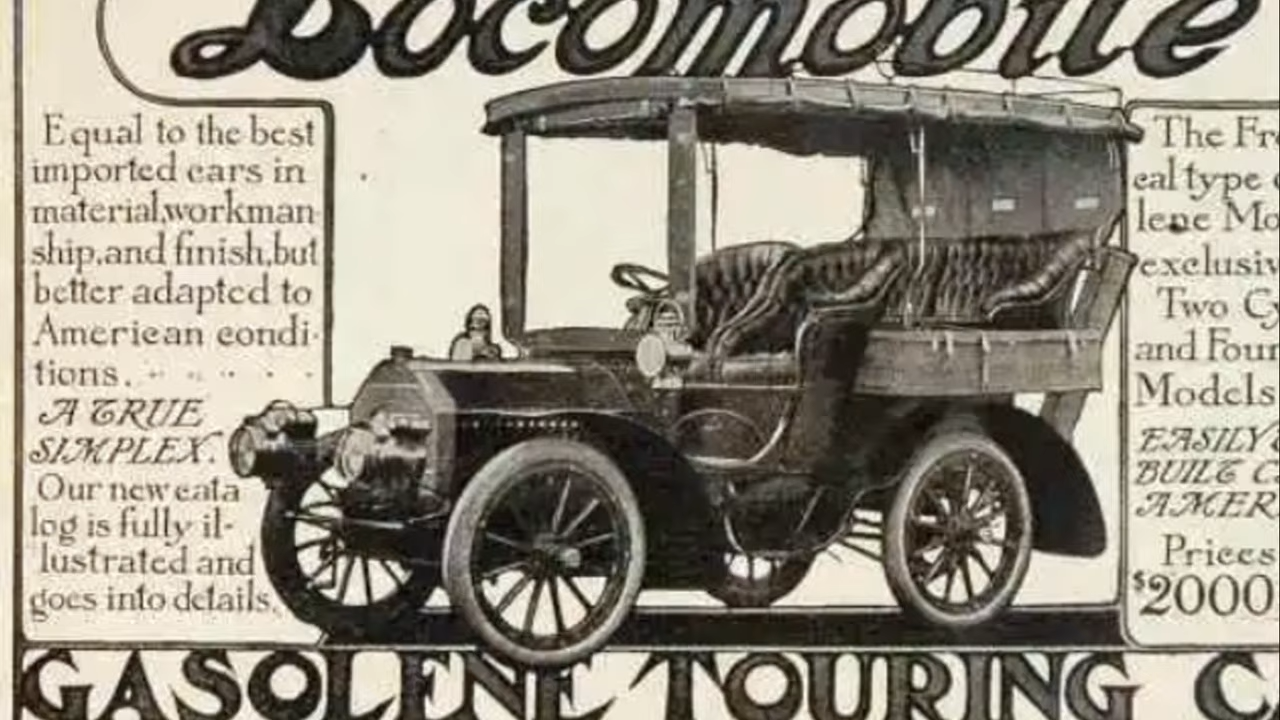 Locomobile
Equal to the best
imported cars in
material,workman-
ship,and finish,but
better adapted to
American condi-
tions.
A TRUE
SIMPLEX.
Our new cata
log is fully il-
lustrated and
goes into details.
The
eal type
lene
Two
and Four
Models
EASILY
BUILT
Prices
$2000
GASOLENE TOURING